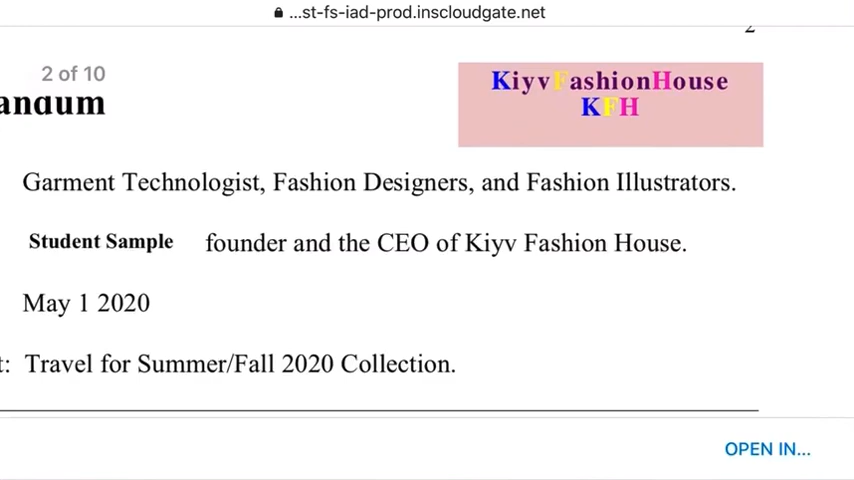 ...st-fs-iad-prod.inscloudgate.net
2
2 of 10
andum
KiyvFashionHouse
KFH
Garment Technologist, Fashion Designers, and Fashion Illustrators.
Student Sample founder and the CEO of Kiyv Fashion House.
May 1 2020
t: Travel for Summer/Fall 2020 Collection.
OPEN IN...